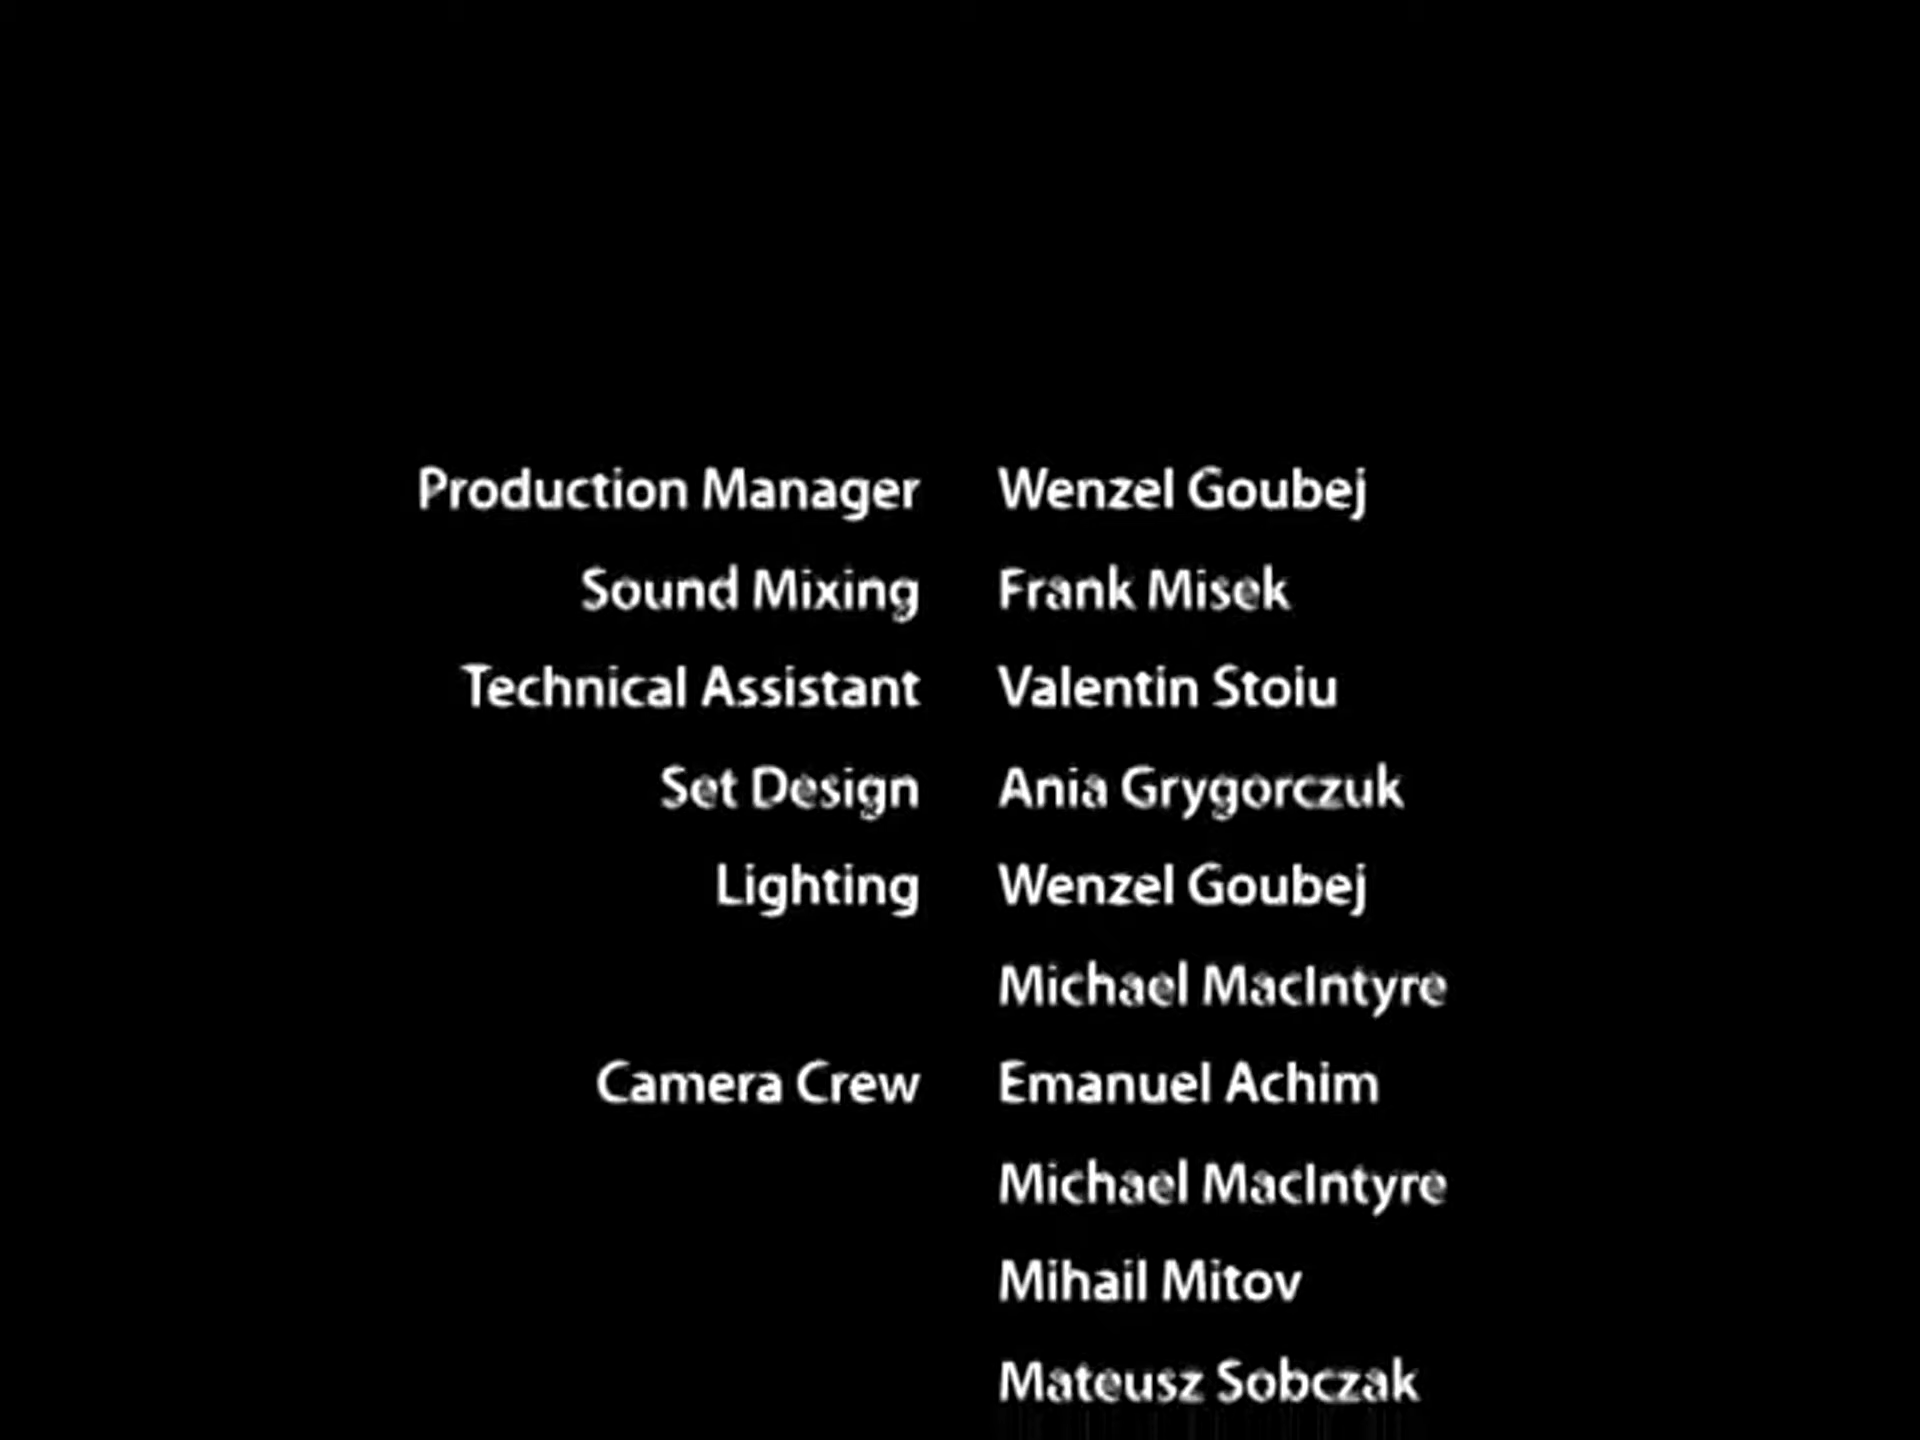 Production Manager Wenzel Goubej
Sound Mixing Frank Misek
Technical Assistant Valentin Stoiu
Set Design Ania Grygorczuk
Lighting Wenzel Goubej
Michael MacIntyre
Camera Crew Emanuel Achim
Michael MacIntyre
Mihail Mitov
Mateusz Sobczak